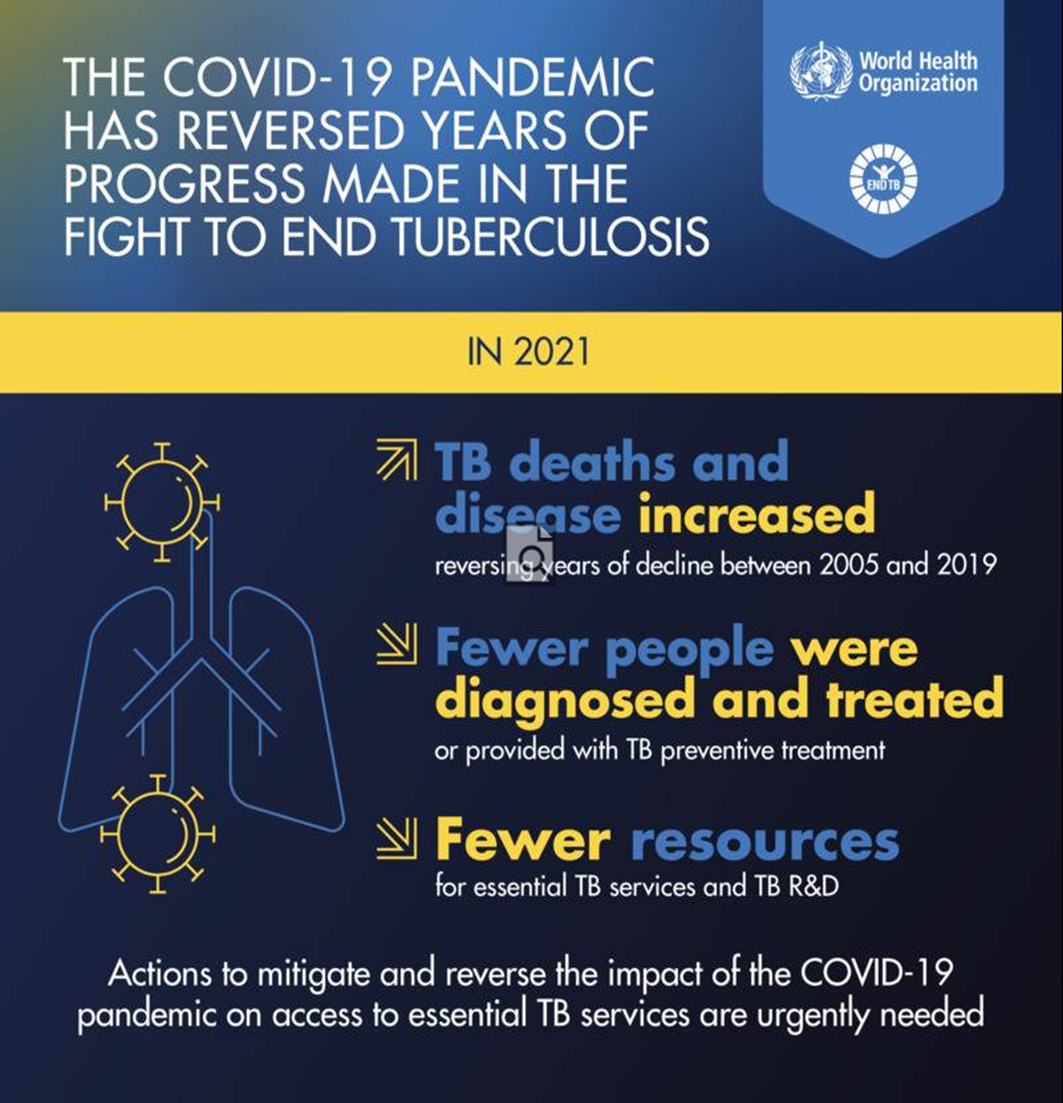 THE COVID-19 PANDEMIC
HAS REVERSED YEARS OF
PROGRESS MADE IN THE
FIGHT TO END TUBERCULOSIS
World Health
Organization
END TB
IN 2021
TB deaths and
disease increased
reversing years of decline between 2005 and 2019
Fewer people were
diagnosed and treated
or provided with TB preventive treatment
Fewer resources
for essential TB services and TB R&D
Actions to mitigate and reverse the impact of the COVID-19
pandemic on access to essential TB services are urgently needed